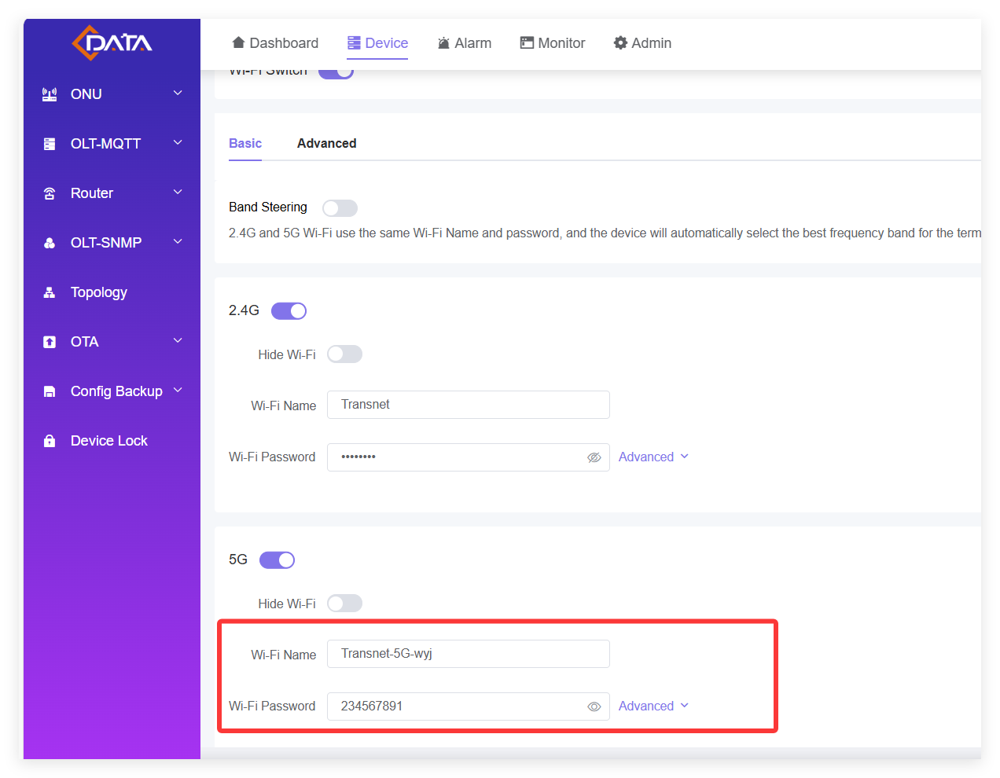 DATA
Dashboard Device Alarm Monitor Admin
Wi-Fi Switch
ONU
OLT-MQTT
Router
OLT-SNMP
Topology
OTA
Config Backup
Device Lock
Basic Advanced
Band Steering
2.4G and 5G Wi-Fi use the same Wi-Fi Name and password, and the device will automatically select the best frequency band for the term
2.4G
Hide Wi-Fi
Wi-Fi Name Transnet
Wi-Fi Password •••••••• Advanced
5G
Hide Wi-Fi
Wi-Fi Name Transnet-5G-wyj
Wi-Fi Password 234567891 Advanced